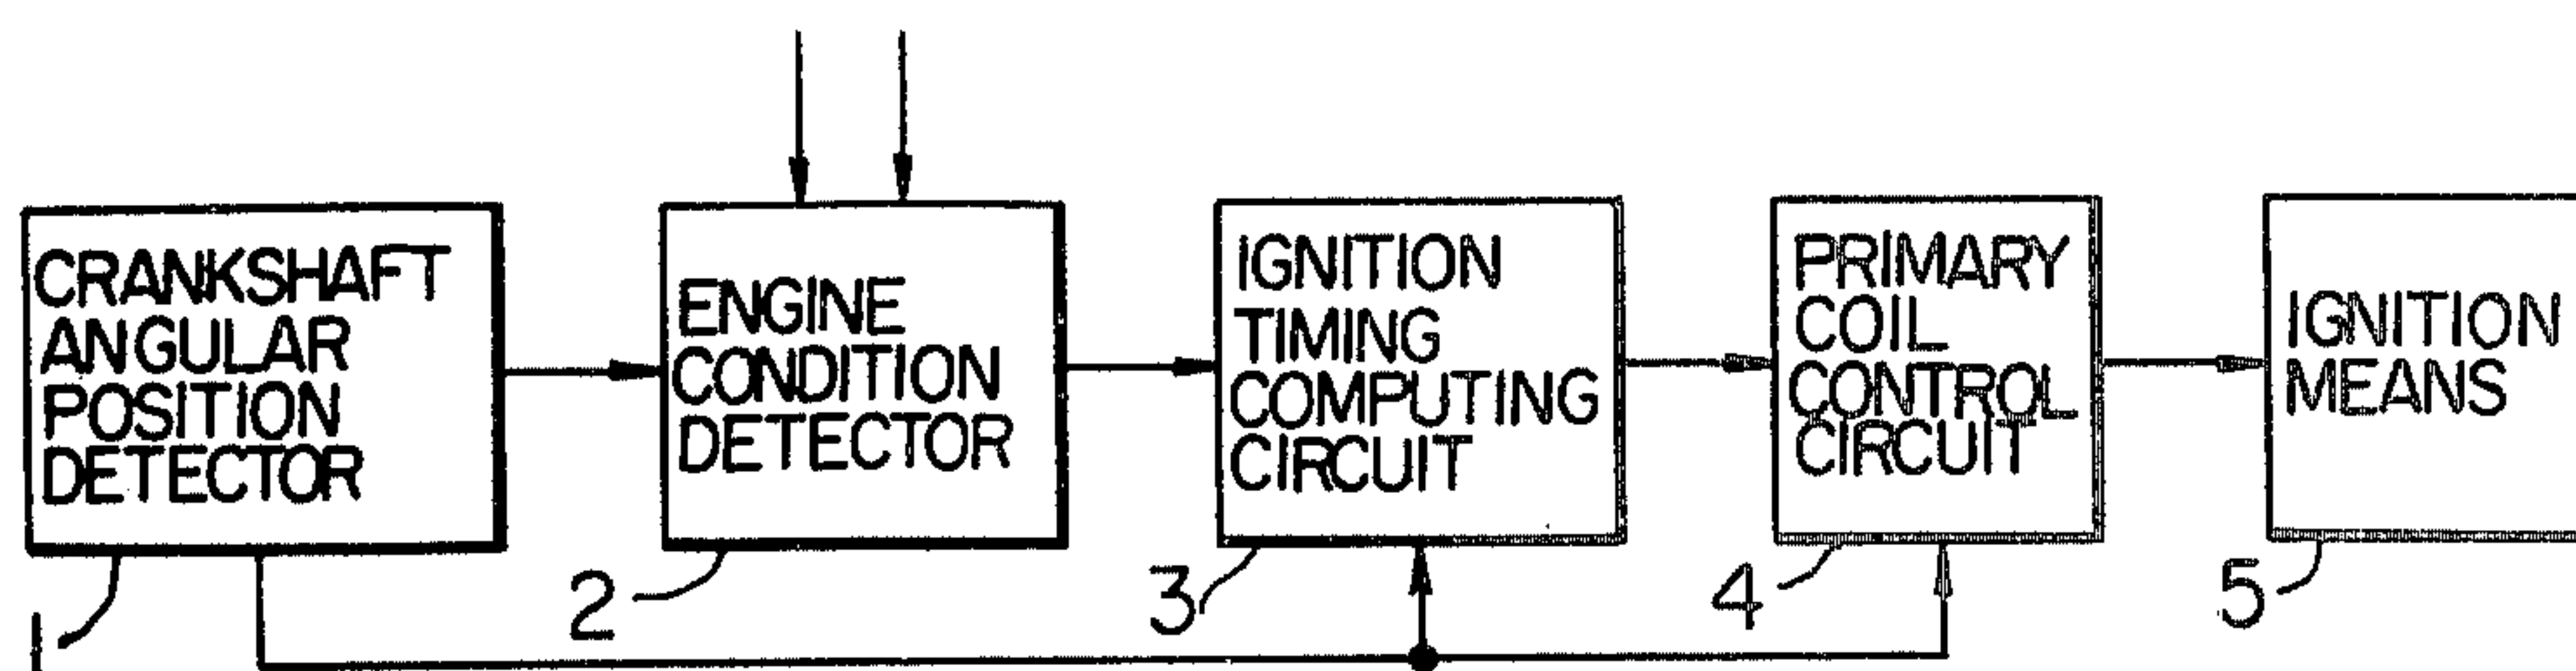 CRANKSHAFT
ANGULAR
POSITION
DETECTOR
1
ENGINE
CONDITION
DETECTOR
2
IGNITION
TIMING
COMPUTING
CIRCUIT
3
PRIMARY
COIL
CONTROL
CIRCUIT
4
IGNITION
MEANS
5